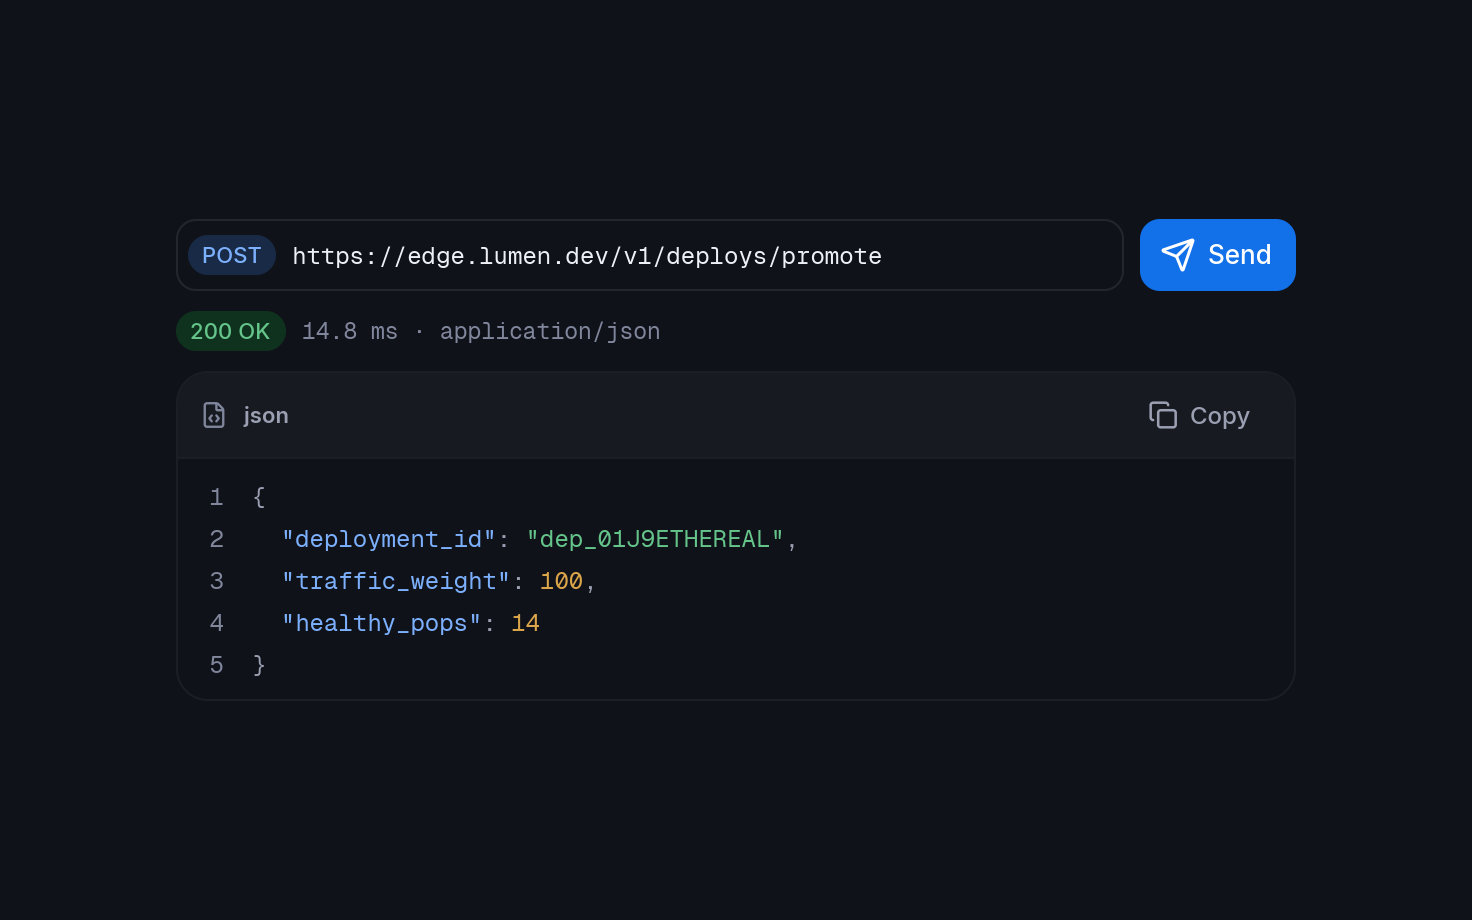 POST https://edge.lumen.dev/v1/deploys/promote Send
200 OK 14.8 ms · application/json
json Copy
1 {
2   "deployment_id": "dep_01J9ETHEREAL",
3   "traffic_weight": 100,
4   "healthy_pops": 14
5 }